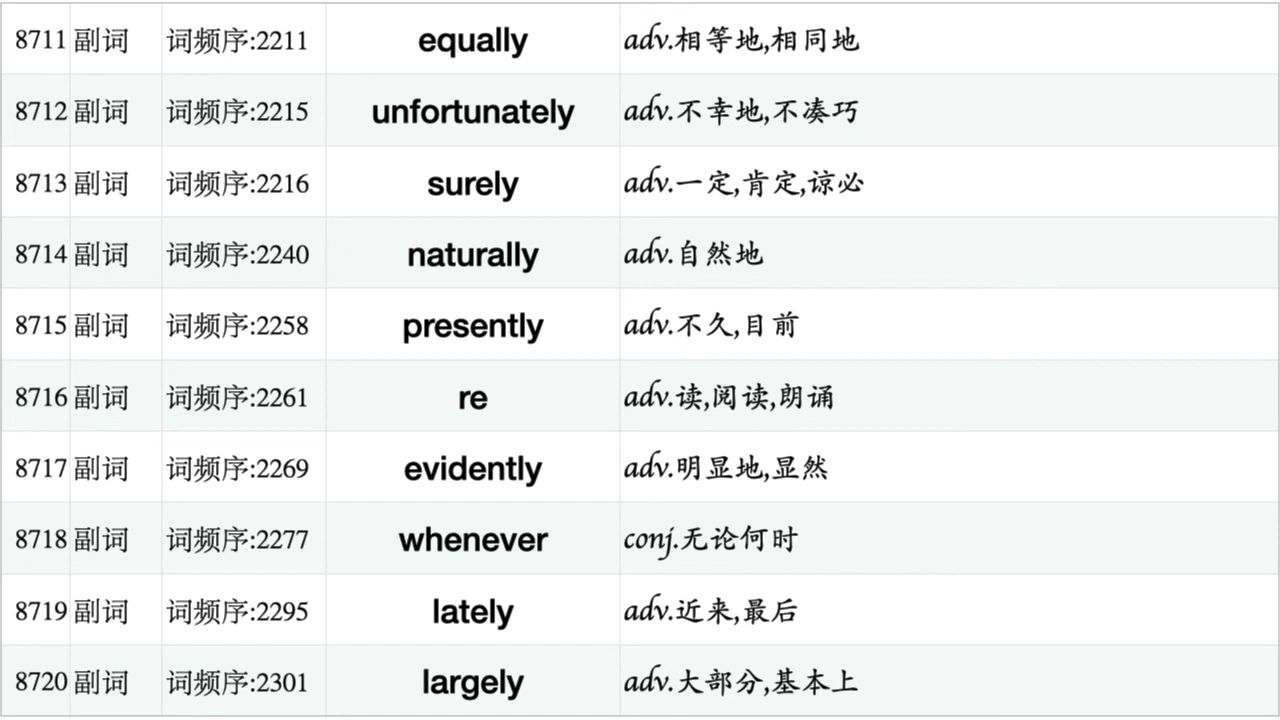 8711 副词 词频序:2211 equally adv.相等地,相同地
8712 副词 词频序:2215 unfortunately adv.不幸地,不凑巧
8713 副词 词频序:2216 surely adv.一定,肯定,谅必
8714 副词 词频序:2240 naturally adv.自然地
8715 副词 词频序:2258 presently adv.不久,目前
8716 副词 词频序:2261 re adv.读,阅读,朗诵
8717 副词 词频序:2269 evidently adv.明显地,显然
8718 副词 词频序:2277 whenever conj.无论何时
8719 副词 词频序:2295 lately adv.近来,最后
8720 副词 词频序:2301 largely adv.大部分,基本上